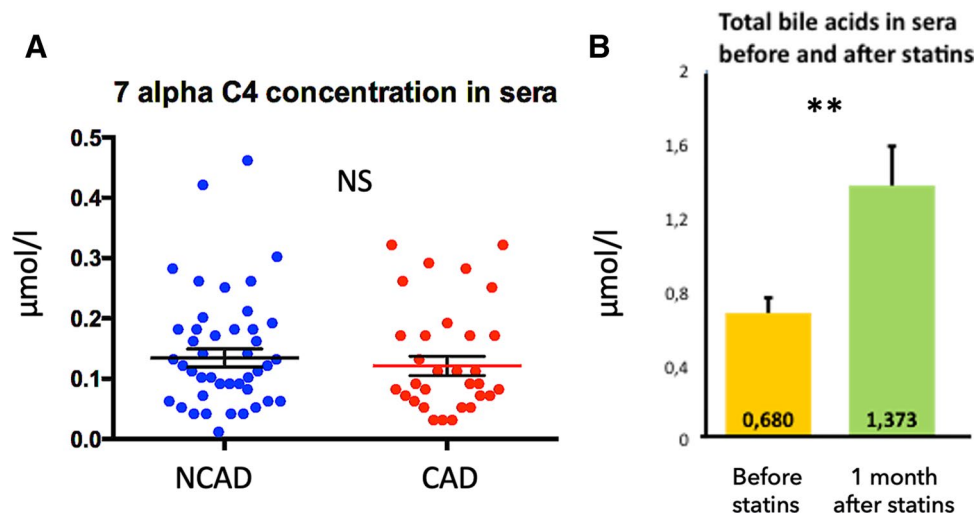 A
7 alpha C4 concentration in sera
0.5
0.4
0.3
0.2
0.1
0.0
µmol/l
NS
NCAD
CAD
B
Total bile acids in sera
before and after statins
2
1,6
1,2
0,8
0,4
0
µmol/l
**
0,680
1,373
Before
statins
1 month
after statins